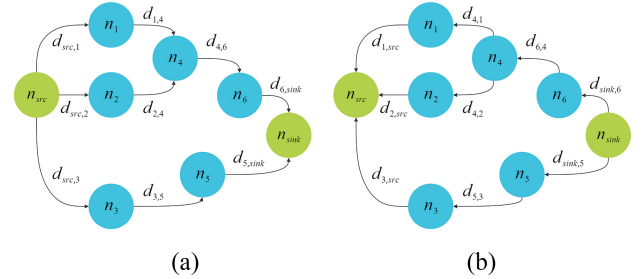 n1
d1,4
dsrc,1
n4
d4,6
nsrc
dsrc,2
n2
d2,4
n6
d6,sink
nsink
dsrc,3
n5
d5,sink
n3
d3,5
(a)
n1
d4,1
d1,src
n4
d6,4
nsrc
d2,src
n2
d4,2
n6
dsink,6
nsink
d3,src
n5
dsink,5
n3
d5,3
(b)